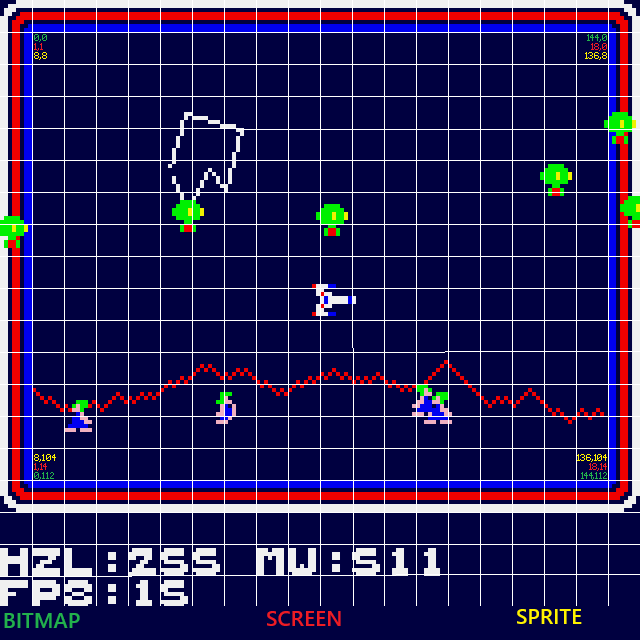 0,0 144,0
1,1 18,0
8,8 136,8
8,104 136,104
1,14 18,14
0,112 144,112
HZL:255 MW:511
FPS:15
BITMAP SCREEN SPRITE